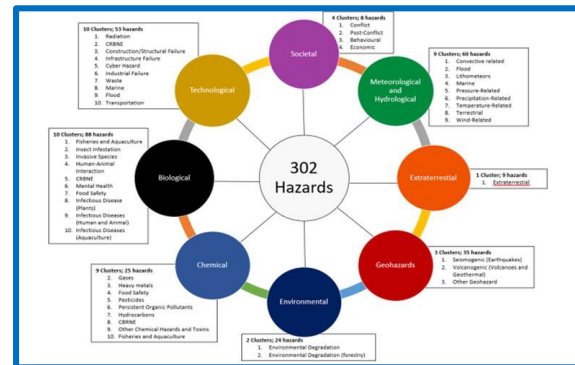 10 Clusters; 53 hazards
1. Radiation
2. CRBNE
3. Construction/Structural Failure
4. Infrastructure Failure
5. Cyber Hazard
6. Industrial Failure
7. Waste
8. Marine
9. Flood
10. Transportation
4 Clusters; 8 hazards
1. Conflict
2. Post-Conflict
3. Behavioural
4. Economic
Societal
Technological
Meteorological
and
Hydrological
9 Clusters; 60 hazards
1. Convective related
2. Flood
3. Lithometeors
4. Marine
5. Pressure-Related
6. Precipitation-Related
7. Temperature-Related
8. Terrestrial
9. Wind-Related
10 Clusters; 88 hazards
1. Fisheries and Aquaculture
2. Insect Infestation
3. Invasive Species
4. Human-Animal
Interaction
5. CRBNE
6. Mental Health
7. Food Safety
8. Infectious Disease
(Plants)
9. Infectious Diseases
(Human and Animal)
10. Infectious Diseases
(Aquaculture)
Biological
302
Hazards
Extraterrestial
1 Cluster; 9 hazards
1. Extraterrestial
Chemical
9 Clusters; 25 hazards
2. Gases
3. Heavy metals
4. Food Safety
5. Pesticides
6. Persistent Organic Pollutants
7. Hydrocarbons
8. CBRNE
9. Other Chemical Hazards and Toxins
10. Fisheries and Aquaculture
Environmental
2 Clusters; 24 hazards
1. Environmental Degradation
2. Environmental Degradation (forestry)
Geohazards
3 Clusters; 35 hazards
1. Seismogenic (Earthquakes)
2. Volcanogenic (Volcanoes and
Geothermal)
3. Other Geohazard